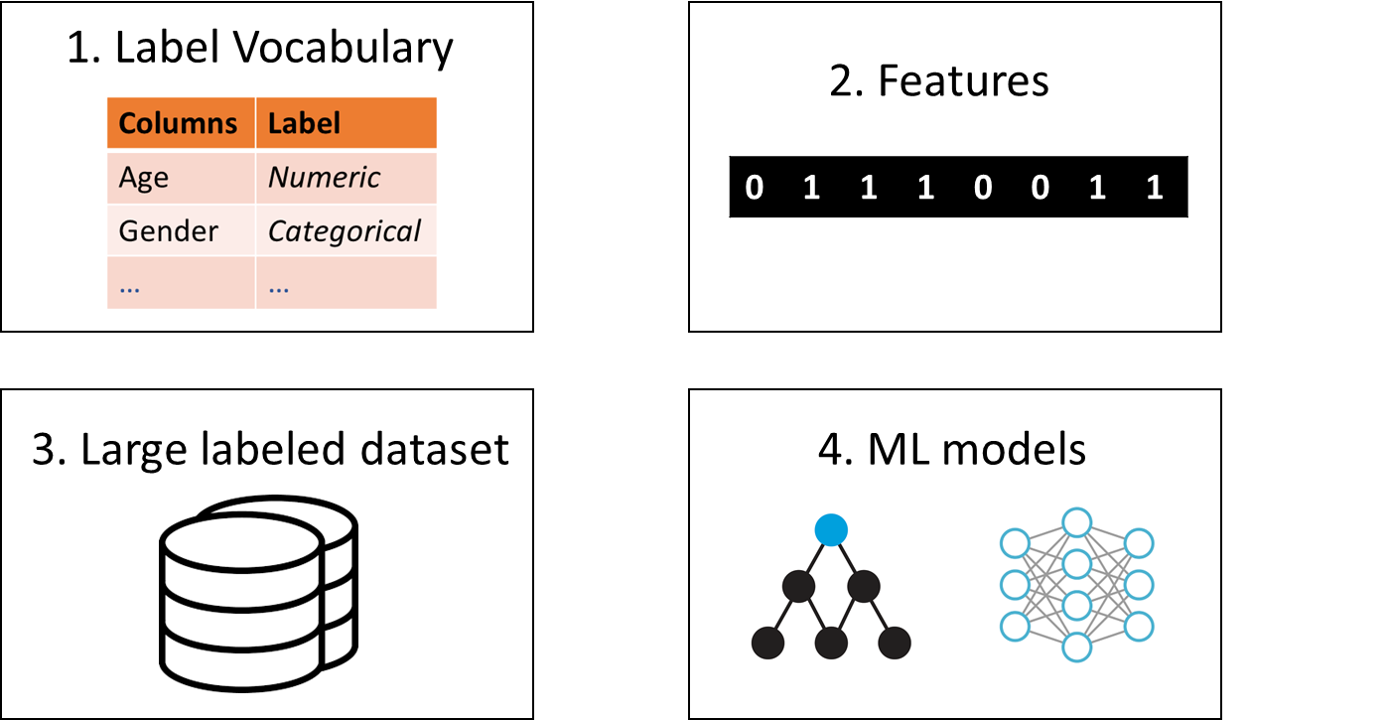 1. Label Vocabulary
Columns Label
Age Numeric
Gender Categorical
... ...
2. Features
0 1 1 1 0 0 1 1
3. Large labeled dataset
4. ML models